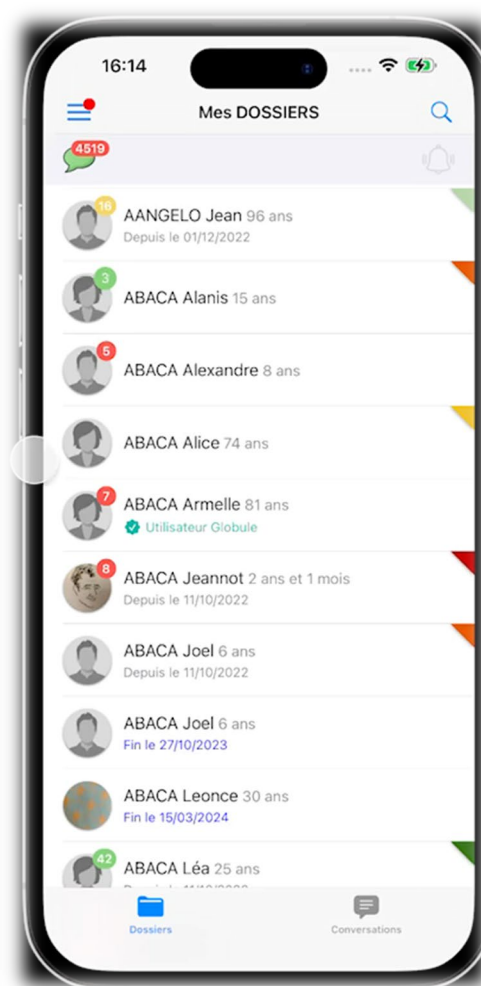 16:14
Mes DOSSIERS
4519
16
AANGELO Jean 96 ans
Depuis le 01/12/2022
3
ABACA Alanis 15 ans
5
ABACA Alexandre 8 ans
ABACA Alice 74 ans
7
ABACA Armelle 81 ans
Utilisateur Globule
8
ABACA Jeannot 2 ans et 1 mois
Depuis le 11/10/2022
ABACA Joel 6 ans
Depuis le 11/10/2022
ABACA Joel 6 ans
Fin le 27/10/2023
ABACA Leonce 30 ans
Fin le 15/03/2024
42
ABACA Léa 25 ans
Dossiers
Conversations